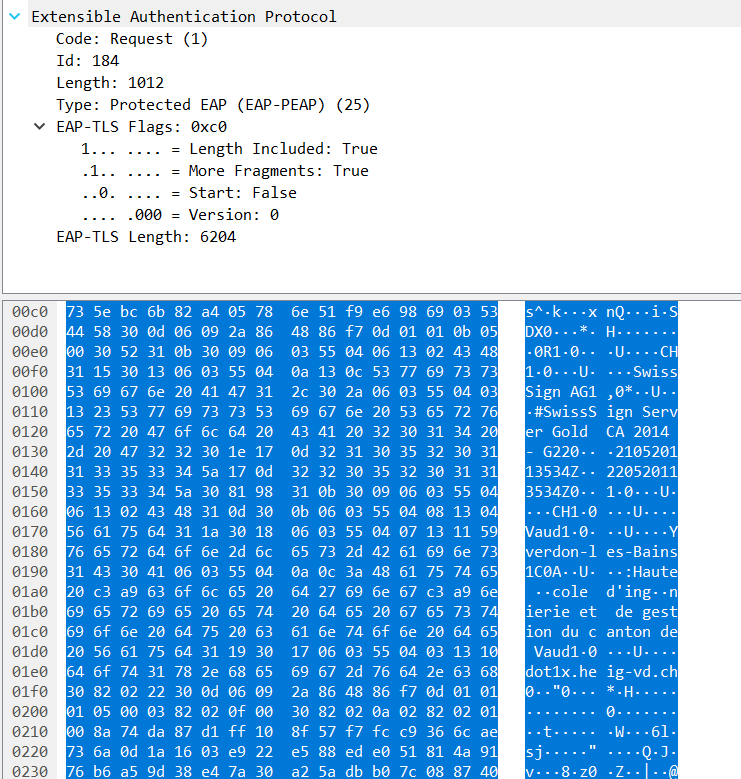 Extensible Authentication Protocol
Code: Request (1)
Id: 184
Length: 1012
Type: Protected EAP (EAP-PEAP) (25)
EAP-TLS Flags: 0xc0
1... .... = Length Included: True
.1.. .... = More Fragments: True
..0. .... = Start: False
.... .000 = Version: 0
EAP-TLS Length: 6204
00c0 73 5e bc 6b 82 a4 05 78 6e 51 f9 e6 98 69 03 53 s^·k···x nQ···i·S
00d0 44 58 30 0d 06 09 2a 86 48 86 f7 0d 01 01 0b 05 DX0···*· H·······
00e0 00 30 52 31 0b 30 09 06 03 55 04 06 13 02 43 48 ·0R1·0·· ·U····CH
00f0 31 15 30 13 06 03 55 04 0a 13 0c 53 77 69 73 73 1·0···U· ···Swiss
0100 53 69 67 6e 20 41 47 31 2c 30 2a 06 03 55 04 03 Sign AG1 ,0*··U··
0110 13 23 53 77 69 73 73 53 69 67 6e 20 53 65 72 76 ·#SwissS ign Serv
0120 65 72 20 47 6f 6c 64 20 43 41 20 32 30 31 34 20 er Gold CA 2014
0130 2d 20 47 32 32 30 1e 17 0d 32 31 30 35 32 30 31 - G220·· ·2105201
0140 31 33 35 33 34 5a 17 0d 32 32 30 35 32 30 31 31 13534Z·· 22052011
0150 33 35 33 34 5a 30 81 98 31 0b 30 09 06 03 55 04 3534Z0·· 1·0···U·
0160 06 13 02 43 48 31 0d 30 0b 06 03 55 04 08 13 04 ···CH1·0 ···U····
0170 56 61 75 64 31 1a 30 18 06 03 55 04 07 13 11 59 Vaud1·0· ··U····Y
0180 76 65 72 64 6f 6e 2d 6c 65 73 2d 42 61 69 6e 73 verdon-l es-Bains
0190 31 43 30 41 06 03 55 04 0a 0c 3a 48 61 75 74 65 1C0A··U· ··:Haute
01a0 20 c3 a9 63 6f 6c 65 20 64 27 69 6e 67 c3 a9 6e ··cole d'ing··n
01b0 69 65 72 69 65 20 65 74 20 64 65 20 67 65 73 74 ierie et de gest
01c0 69 6f 6e 20 64 75 20 63 61 6e 74 6f 6e 20 64 65 ion du c anton de
01d0 20 56 61 75 64 31 19 30 17 06 03 55 04 03 13 10 Vaud1·0 ···U····
01e0 64 6f 74 31 78 2e 68 65 69 67 2d 76 64 2e 63 68 dot1x.he ig-vd.ch
01f0 30 82 02 22 30 0d 06 09 2a 86 48 86 f7 0d 01 01 0··"0··· *·H·····
0200 01 05 00 03 82 02 0f 00 30 82 02 0a 02 82 02 01 ········ 0·······
0210 00 8a 74 da 87 d1 ff 10 8f 57 f7 fc c9 36 6c ae ··t····· ·W···6l·
0220 73 6a 0d 1a 16 03 e9 22 e5 88 ed e0 51 81 4a 91 sj·····" ····Q·J·
0230 76 b6 a5 9d 38 e4 7a 30 a2 5a db b0 7c 08 87 40 v···8·z0 ·Z··|··@